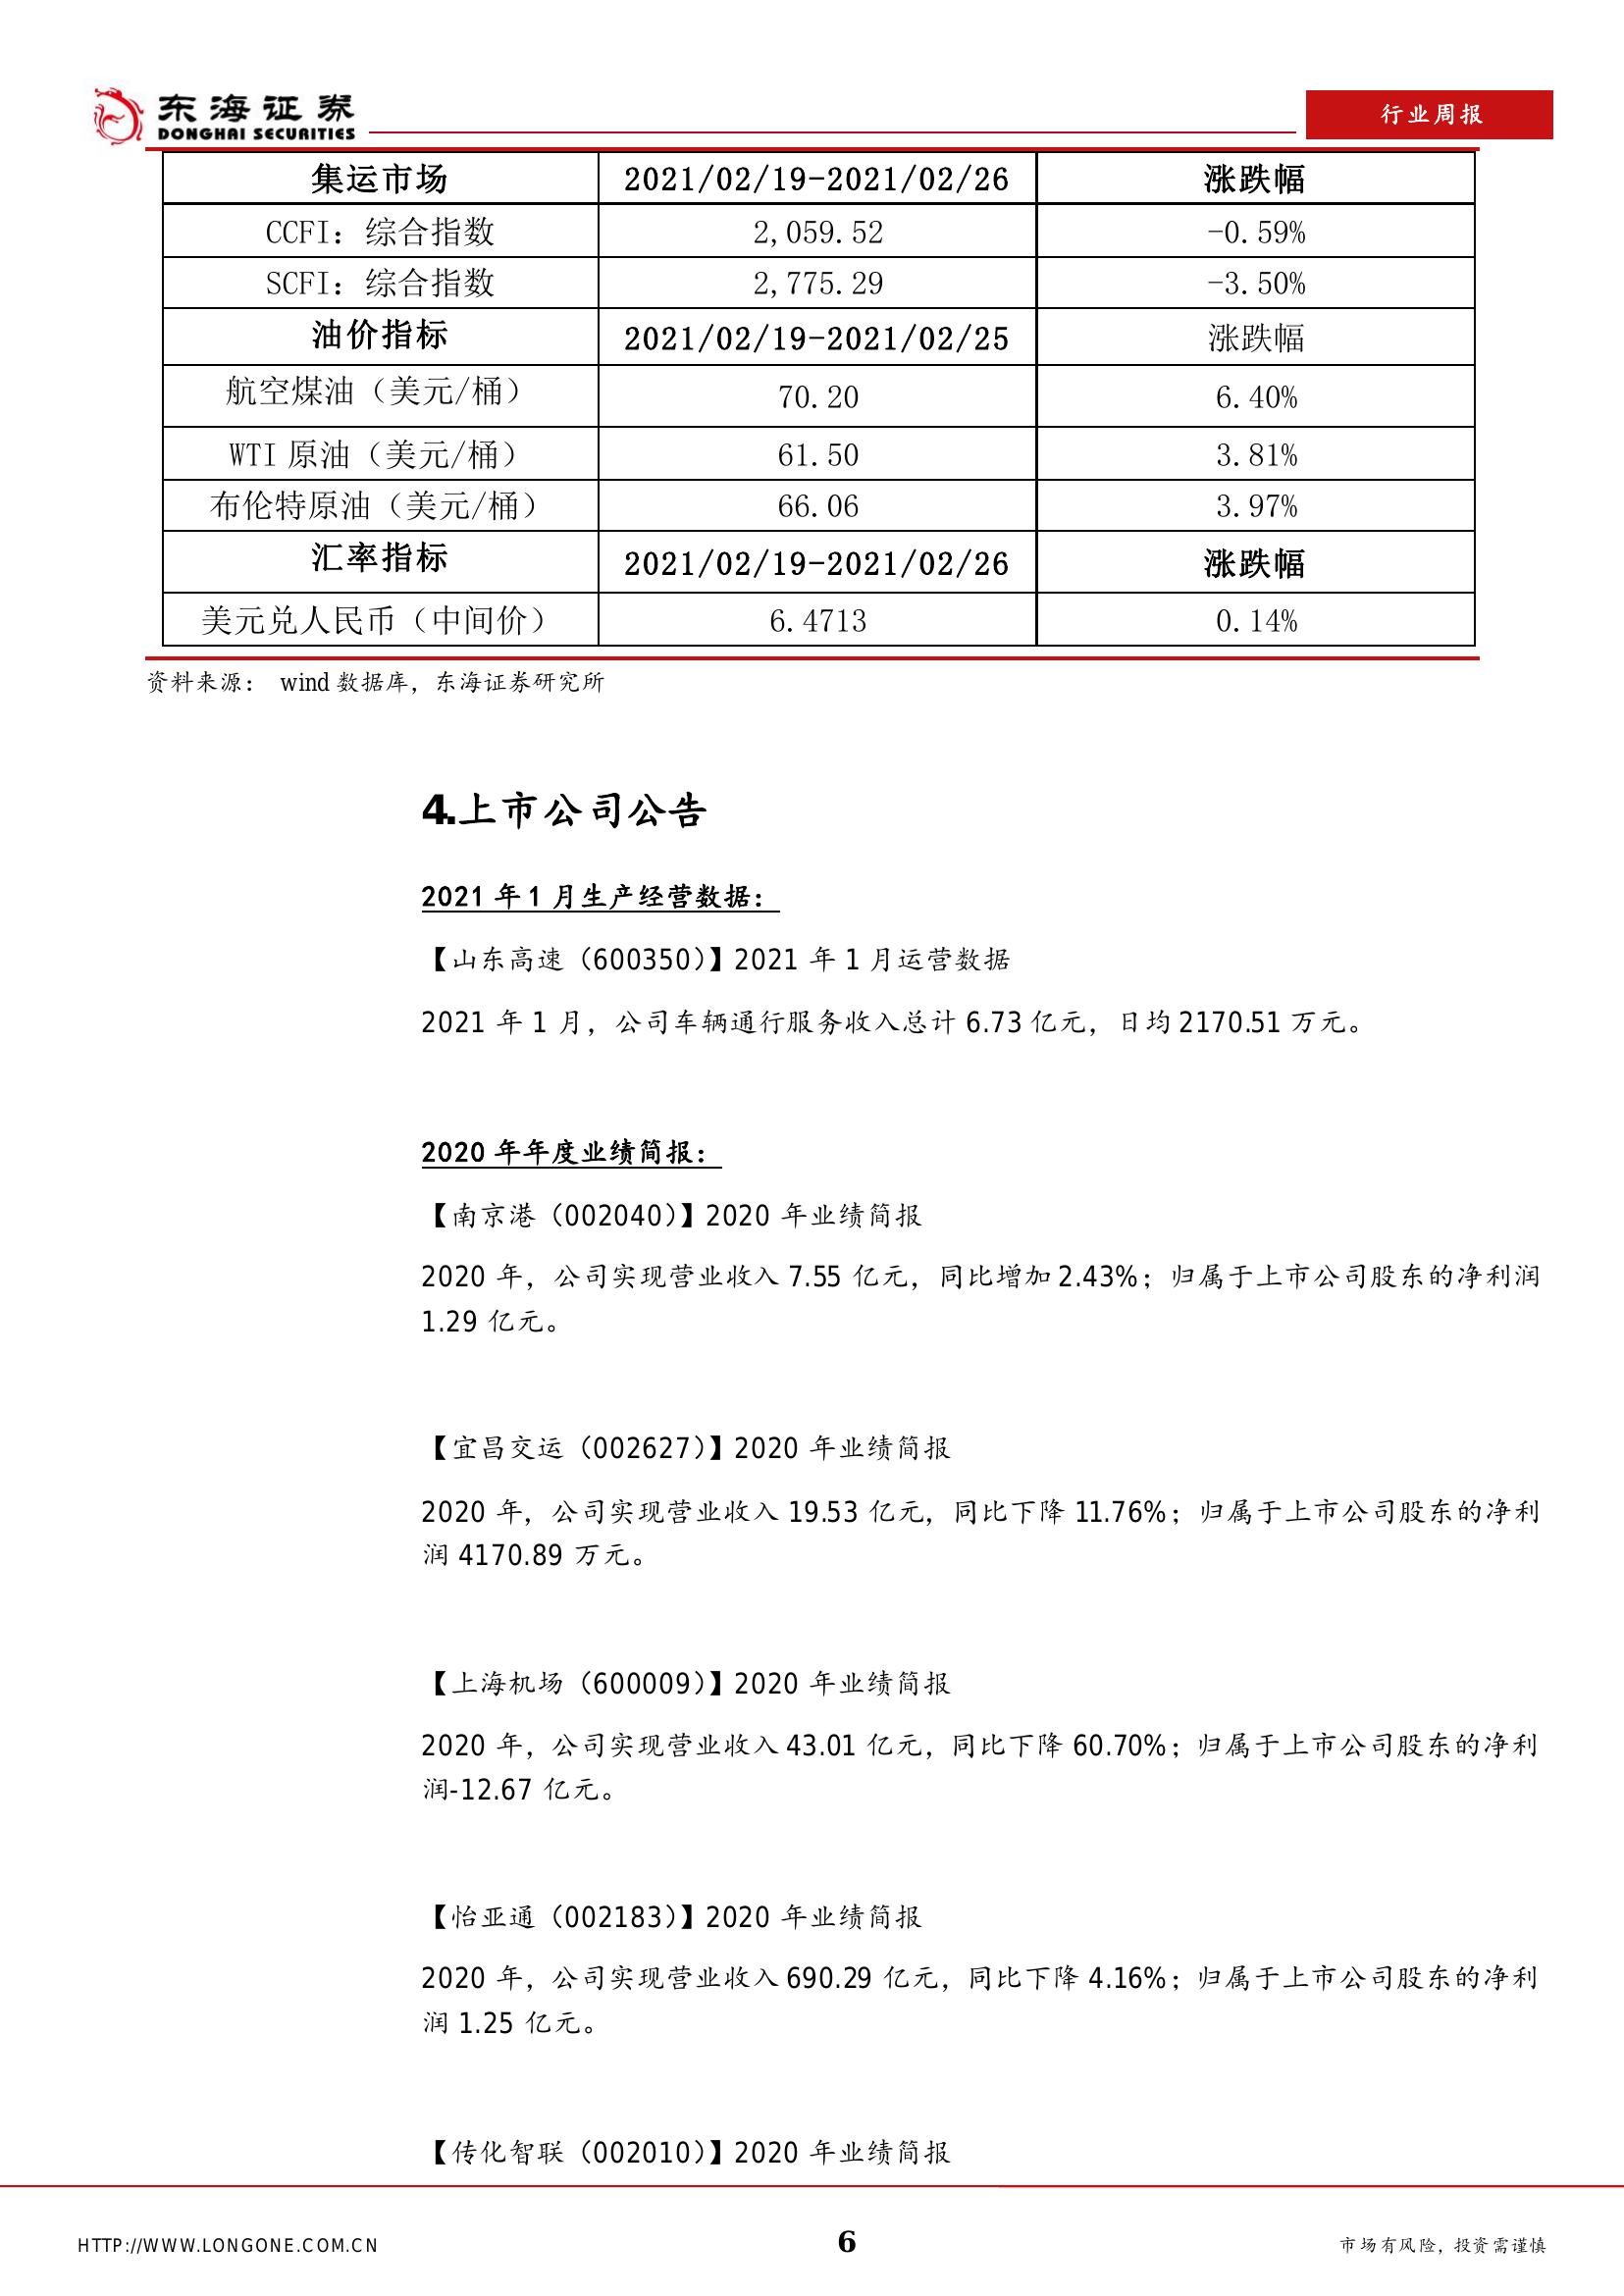 东海证券
DONGHAI SECURITIES
行业周报
集运市场 2021/02/19-2021/02/26 涨跌幅
CCFI：综合指数 2,059.52 -0.59%
SCFI：综合指数 2,775.29 -3.50%
油价指标 2021/02/19-2021/02/25 涨跌幅
航空煤油（美元/桶） 70.20 6.40%
WTI 原油（美元/桶） 61.50 3.81%
布伦特原油（美元/桶） 66.06 3.97%
汇率指标 2021/02/19-2021/02/26 涨跌幅
美元兑人民币（中间价） 6.4713 0.14%
资料来源： wind 数据库，东海证券研究所
4.上市公司公告
2021 年 1 月生产经营数据：
【山东高速（600350）】2021 年 1 月运营数据
2021 年 1 月，公司车辆通行服务收入总计 6.73 亿元，日均 2170.51 万元。
2020 年年度业绩简报：
【南京港（002040）】2020 年业绩简报
2020 年，公司实现营业收入 7.55 亿元，同比增加 2.43%；归属于上市公司股东的净利润
1.29 亿元。
【宜昌交运（002627）】2020 年业绩简报
2020 年，公司实现营业收入 19.53 亿元，同比下降 11.76%；归属于上市公司股东的净利
润 4170.89 万元。
【上海机场（600009）】2020 年业绩简报
2020 年，公司实现营业收入 43.01 亿元，同比下降 60.70%；归属于上市公司股东的净利
润-12.67 亿元。
【怡亚通（002183）】2020 年业绩简报
2020 年，公司实现营业收入 690.29 亿元，同比下降 4.16%；归属于上市公司股东的净利
润 1.25 亿元。
【传化智联（002010）】2020 年业绩简报
HTTP://WWW.LONGONE.COM.CN
6
市场有风险，投资需谨慎